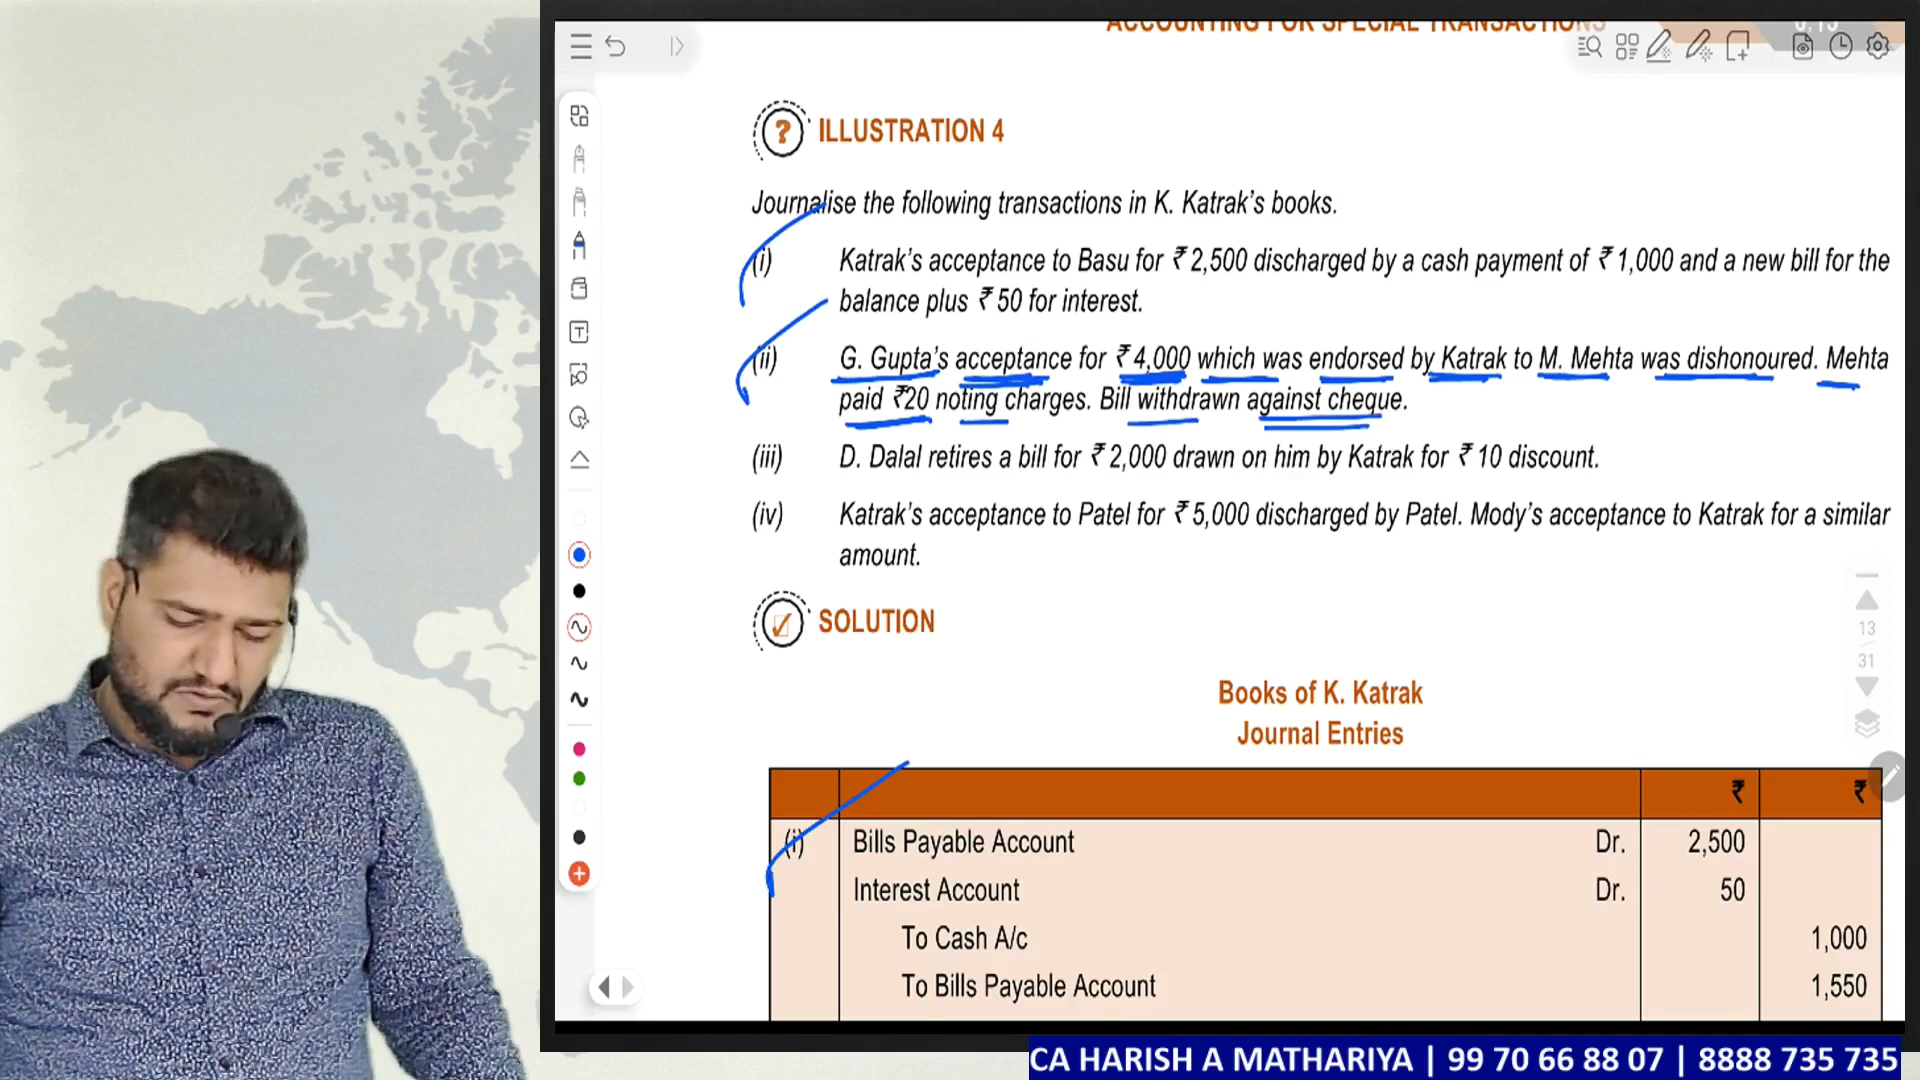 ACCOUNTING FOR SPECIAL TRANSACTIONS
? ILLUSTRATION 4
Journalise the following transactions in K. Katrak's books.
(i) Katrak's acceptance to Basu for ₹ 2,500 discharged by a cash payment of ₹ 1,000 and a new bill for the
balance plus ₹ 50 for interest.
(ii) G. Gupta's acceptance for ₹ 4,000 which was endorsed by Katrak to M. Mehta was dishonoured. Mehta
paid ₹20 noting charges. Bill withdrawn against cheque.
(iii) D. Dalal retires a bill for ₹ 2,000 drawn on him by Katrak for ₹ 10 discount.
(iv) Katrak's acceptance to Patel for ₹ 5,000 discharged by Patel. Mody's acceptance to Katrak for a similar
amount.
13
31
SOLUTION
Books of K. Katrak
Journal Entries
₹ ₹
(i) Bills Payable Account Dr. 2,500
Interest Account Dr. 50
To Cash A/c 1,000
To Bills Payable Account 1,550
CA HARISH A MATHARIYA | 99 70 66 88 07 | 8888 735 735